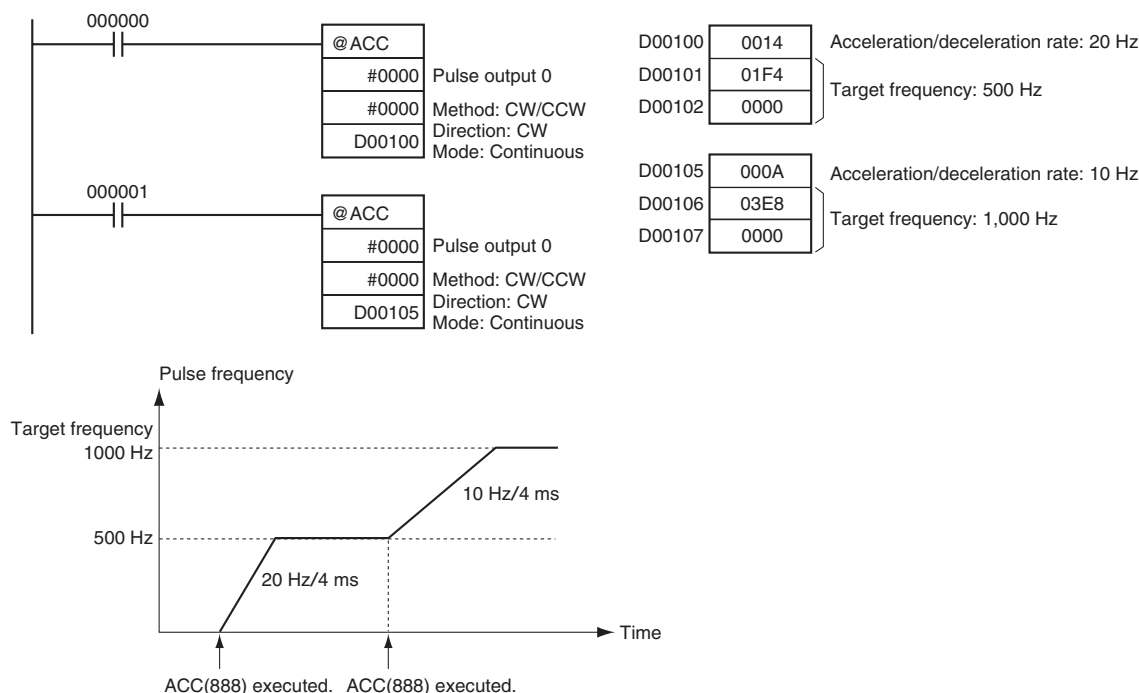 000000
@ACC
#0000 Pulse output 0
#0000 Method: CW/CCW
Direction: CW
D00100 Mode: Continuous
000001
@ACC
#0000 Pulse output 0
#0000 Method: CW/CCW
Direction: CW
D00105 Mode: Continuous
D00100 0014 Acceleration/deceleration rate: 20 Hz
D00101 01F4
Target frequency: 500 Hz
D00102 0000
D00105 000A Acceleration/deceleration rate: 10 Hz
D00106 03E8
Target frequency: 1,000 Hz
D00107 0000
Pulse frequency
Target frequency
1000 Hz
10 Hz/4 ms
500 Hz
20 Hz/4 ms
Time
ACC(888) executed. ACC(888) executed.